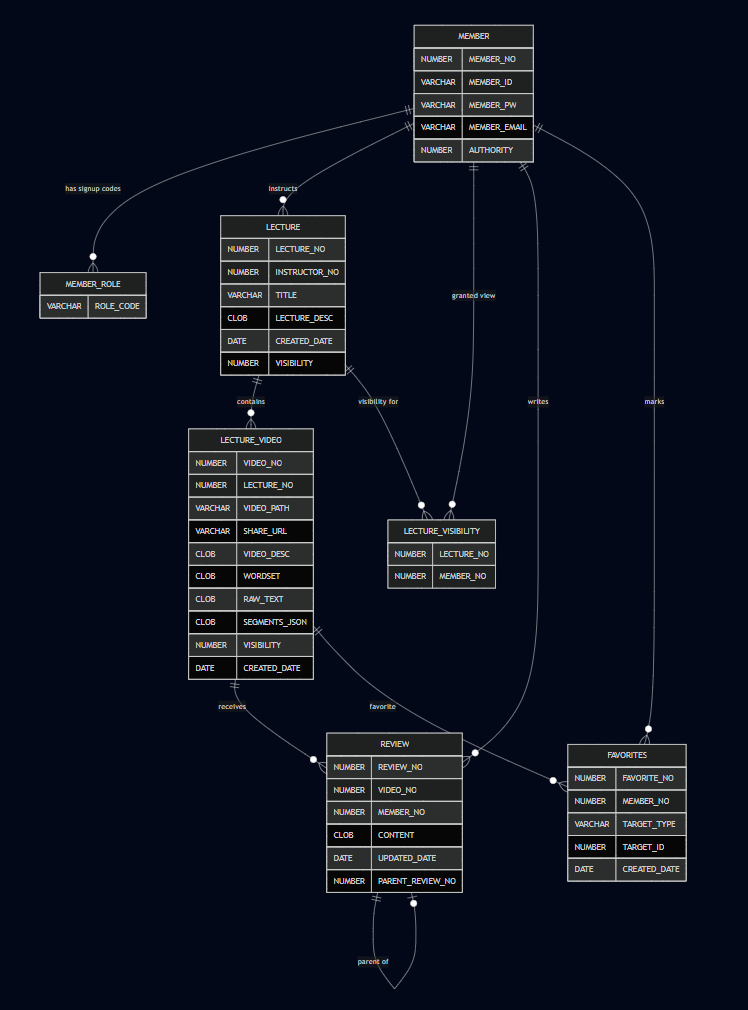 MEMBER
NUMBER MEMBER_NO
VARCHAR MEMBER_ID
VARCHAR MEMBER_PW
VARCHAR MEMBER_EMAIL
NUMBER AUTHORITY
has signup codes
instructs
MEMBER_ROLE
VARCHAR ROLE_CODE
LECTURE
NUMBER LECTURE_NO
NUMBER INSTRUCTOR_NO
VARCHAR TITLE
CLOB LECTURE_DESC
DATE CREATED_DATE
NUMBER VISIBILITY
granted view
contains
visibility for
writes
marks
LECTURE_VIDEO
NUMBER VIDEO_NO
NUMBER LECTURE_NO
VARCHAR VIDEO_PATH
VARCHAR SHARE_URL
CLOB VIDEO_DESC
CLOB WORDSET
CLOB RAW_TEXT
CLOB SEGMENTS_JSON
NUMBER VISIBILITY
DATE CREATED_DATE
LECTURE_VISIBILITY
NUMBER LECTURE_NO
NUMBER MEMBER_NO
receives
favorite
REVIEW
NUMBER REVIEW_NO
NUMBER VIDEO_NO
NUMBER MEMBER_NO
CLOB CONTENT
DATE UPDATED_DATE
NUMBER PARENT_REVIEW_NO
FAVORITES
NUMBER FAVORITE_NO
NUMBER MEMBER_NO
VARCHAR TARGET_TYPE
NUMBER TARGET_ID
DATE CREATED_DATE
parent of